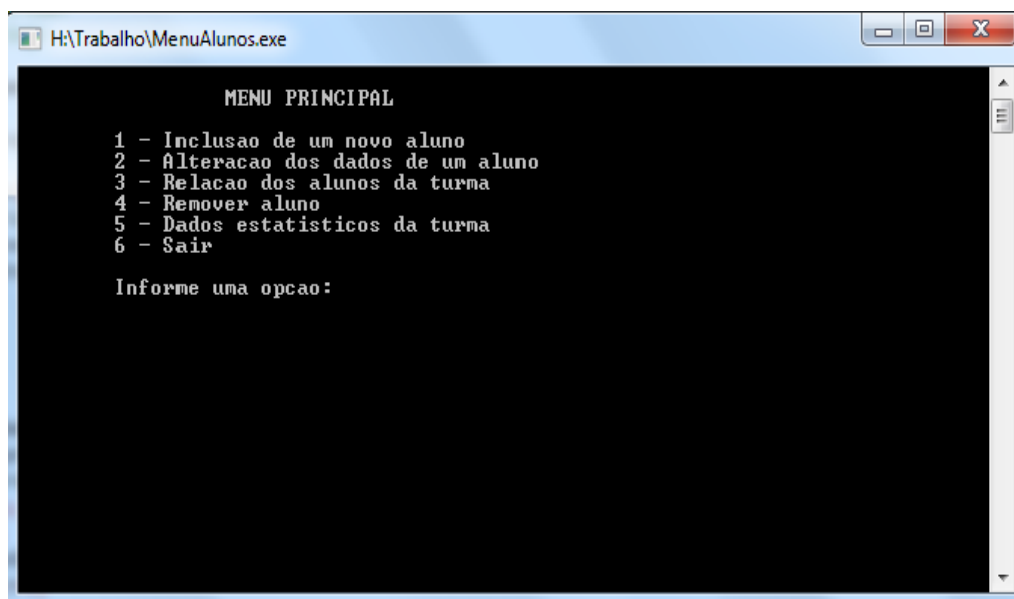 H:\Trabalho\MenuAlunos.exe
MENU PRINCIPAL
1 - Inclusao de um novo aluno
2 - Alteracao dos dados de um aluno
3 - Relacao dos alunos da turma
4 - Remover aluno
5 - Dados estatisticos da turma
6 - Sair
Informe uma opcao: